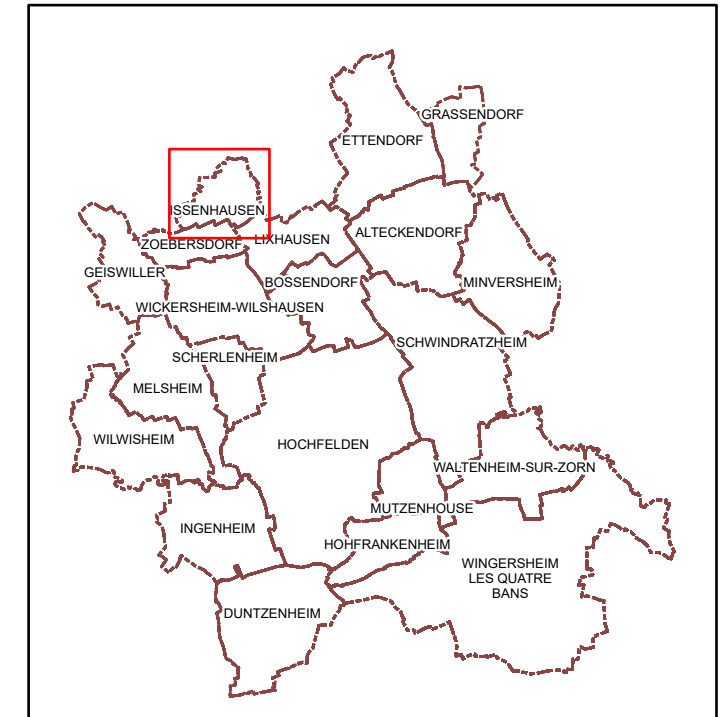 GRASSENDORF
ETTENDORF
ISSENHAUSEN
ALTECKENDORF
LIXHAUSEN
ZOEBERSDORF
GEISWILLER
BOSSENDORF
MINVERSHEIM
WICKERSHEIM-WILSHAUSEN
SCHWINDRATZHEIM
SCHERLENHEIM
MELSHEIM
WILWISHEIM
HOCHFELDEN
WALTENHEIM-SUR-ZORN
MUTZENHOUSE
INGENHEIM
HOHFRANKENHEIM
WINGERSHEIM
LES QUATRE
BANS
DUNTZENHEIM